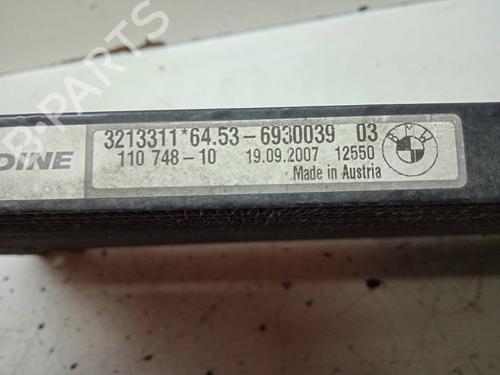 DINE
3213311*64.53-6930039 03
110 748-10 19.09.2007 12550
Made in Austria
BMW
B-PARTS